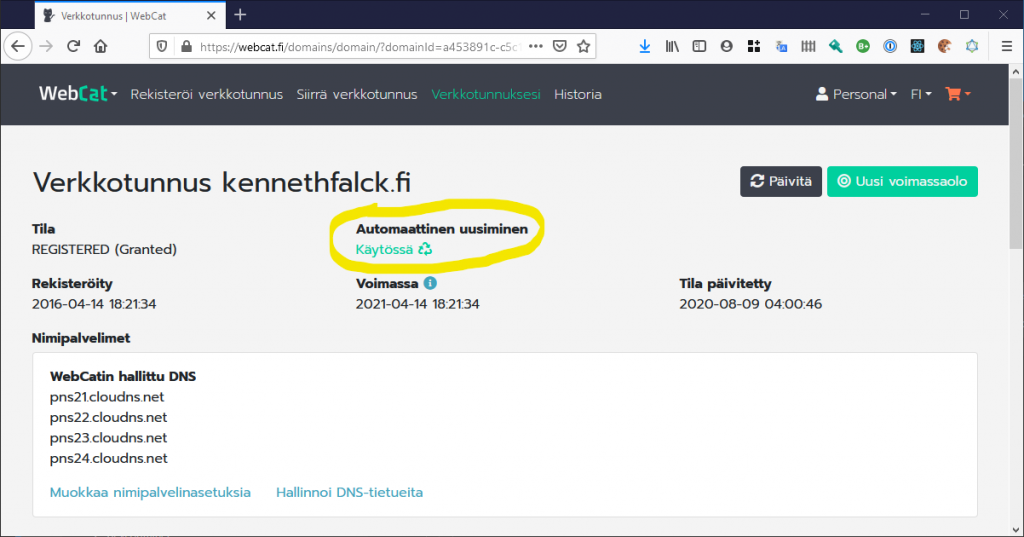 Verkkotunnus | WebCat
https://webcat.fi/domains/domain/?domainId=a453891c-c5c
WebCat Rekisteröi verkkotunnus Siirrä verkkotunnus Verkkotunnuksesi Historia Personal FI
Verkkotunnus kennethfalck.fi
Päivitä Uusi voimassaolo
Tila Automaattinen uusiminen
REGISTERED (Granted) Käytössä
Rekisteröity Voimassa Tila päivitetty
2016-04-14 18:21:34 2021-04-14 18:21:34 2020-08-09 04:00:46
Nimipalvelimet
WebCatin hallittu DNS
pns21.cloudns.net
pns22.cloudns.net
pns23.cloudns.net
pns24.cloudns.net
Muokkaa nimipalvelinasetuksia Hallinnoi DNS-tietueita